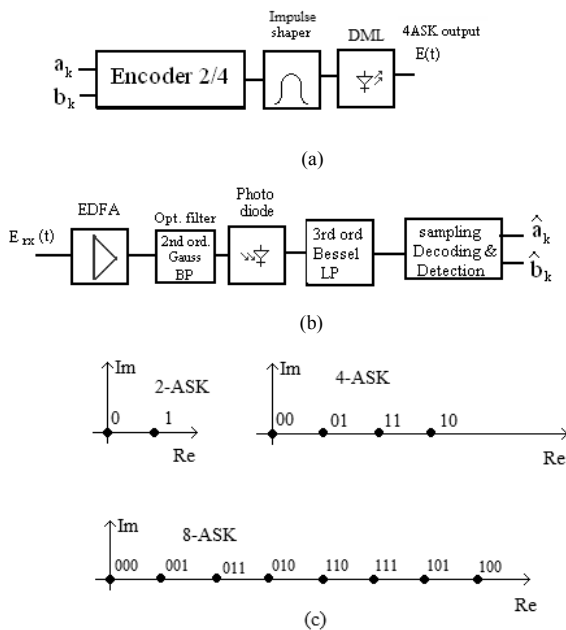 Impulse
shaper
DML
4ASK output
E(t)
a_k
b_k
Encoder 2/4
(a)
EDFA
Opt. filter
Photo
diode
E rx (t)
2nd ord.
Gauss
BP
3rd ord
Bessel
LP
sampling
Decoding &
Detection
â_k
b̂_k
(b)
Im
2-ASK
0 1
Re
Im
4-ASK
00 01 11 10
Re
Im
8-ASK
000 001 011 010 110 111 101 100
Re
(c)